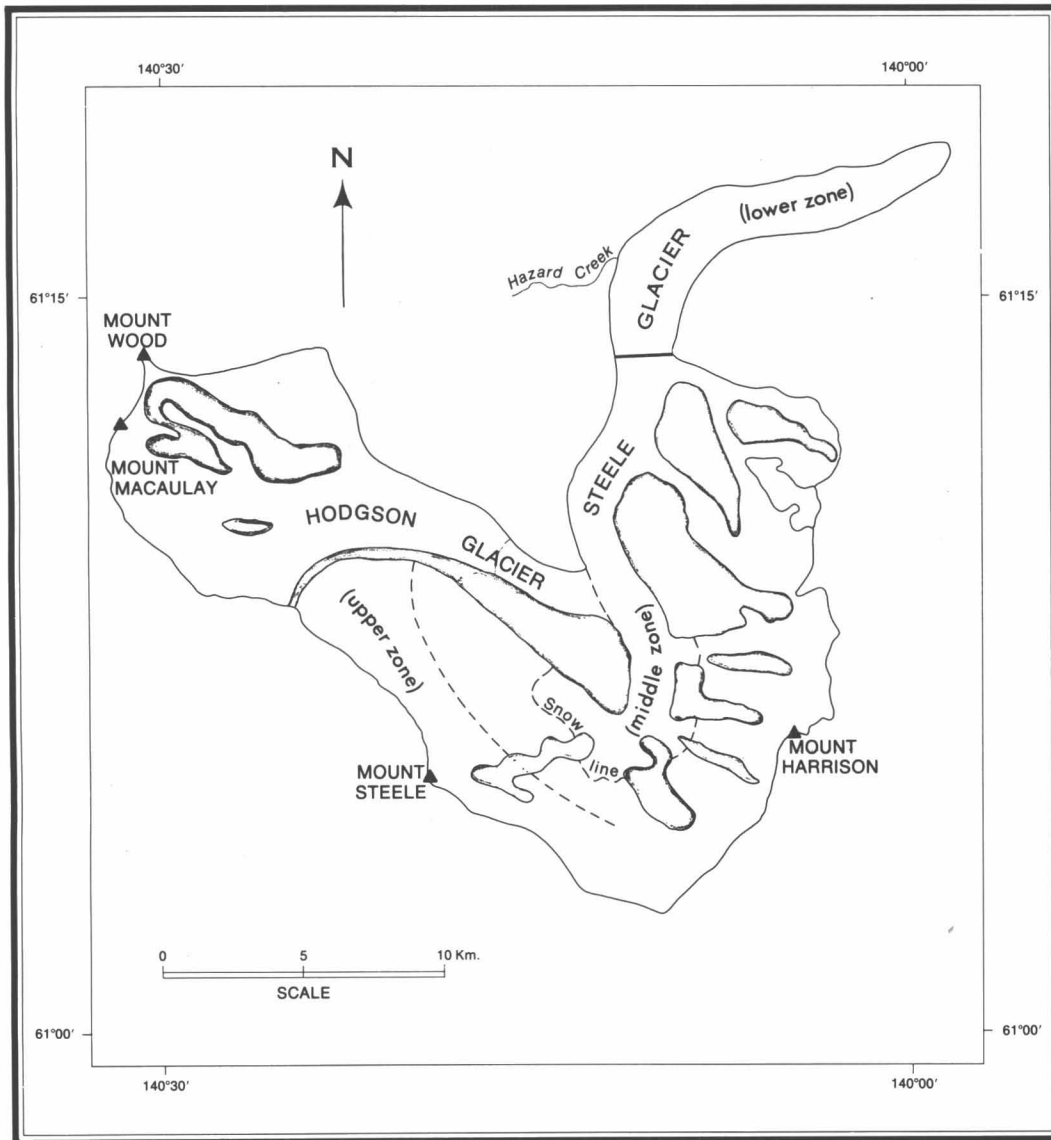 140°30′
140°00′
N
(lower zone)
GLACIER
Hazard Creek
61°15′
61°15′
MOUNT
WOOD
STEELE
MOUNT
MACAULAY
HODGSON
GLACIER
(upper zone)
(middle zone)
Snow
line
MOUNT
STEELE
MOUNT
HARRISON
0
5
10 Km.
SCALE
61°00′
61°00′
140°30′
140°00′